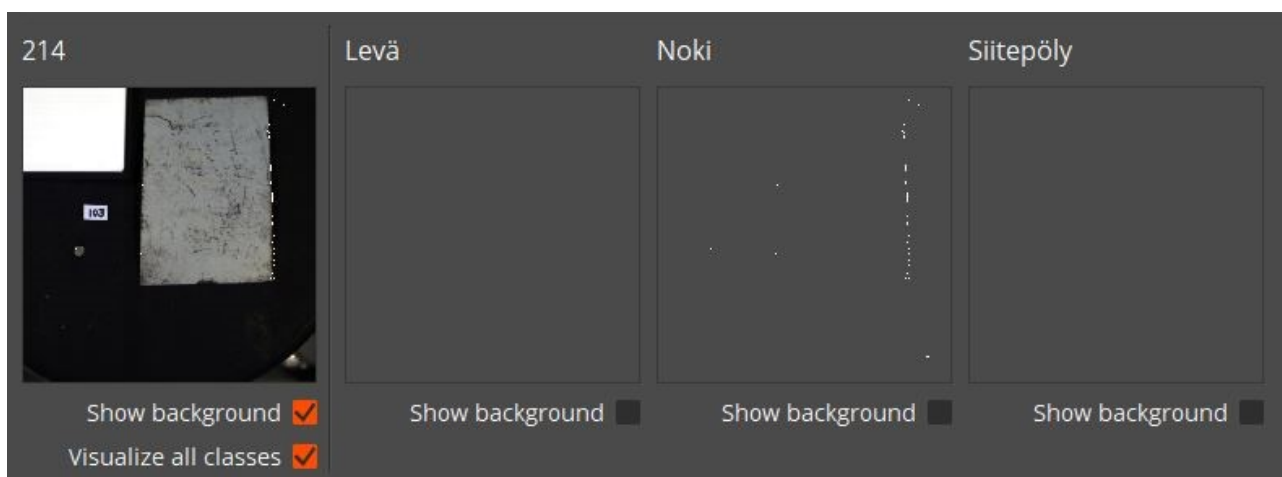 214
Levä
Noki
Siitepöly
103
Show background
Show background
Show background
Show background
Visualize all classes